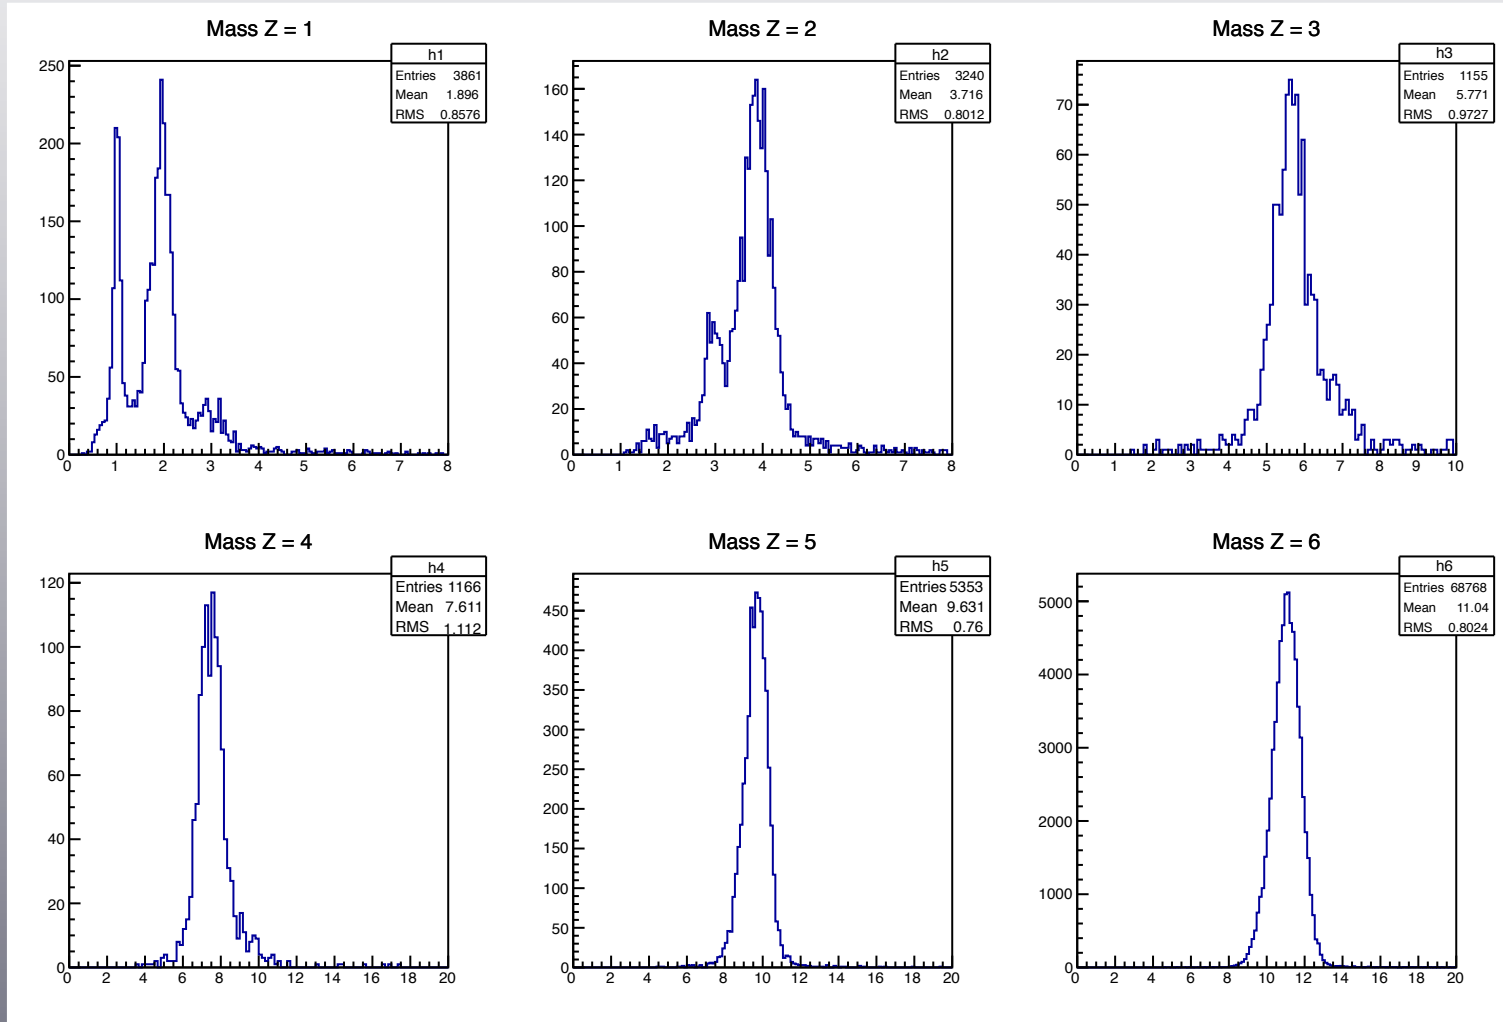 Mass Z = 1
h1
Entries 3861
Mean 1.896
RMS 0.8576
250
200
150
100
50
0
0 1 2 3 4 5 6 7 8
Mass Z = 2
h2
Entries 3240
Mean 3.716
RMS 0.8012
160
140
120
100
80
60
40
20
0
0 1 2 3 4 5 6 7 8
Mass Z = 3
h3
Entries 1155
Mean 5.771
RMS 0.9727
70
60
50
40
30
20
10
0
0 1 2 3 4 5 6 7 8 9 10
Mass Z = 4
h4
Entries 1166
Mean 7.611
RMS 1.112
120
100
80
60
40
20
0
0 2 4 6 8 10 12 14 16 18 20
Mass Z = 5
h5
Entries 5353
Mean 9.631
RMS 0.76
450
400
350
300
250
200
150
100
50
0
0 2 4 6 8 10 12 14 16 18 20
Mass Z = 6
h6
Entries 68768
Mean 11.04
RMS 0.8024
5000
4000
3000
2000
1000
0
0 2 4 6 8 10 12 14 16 18 20